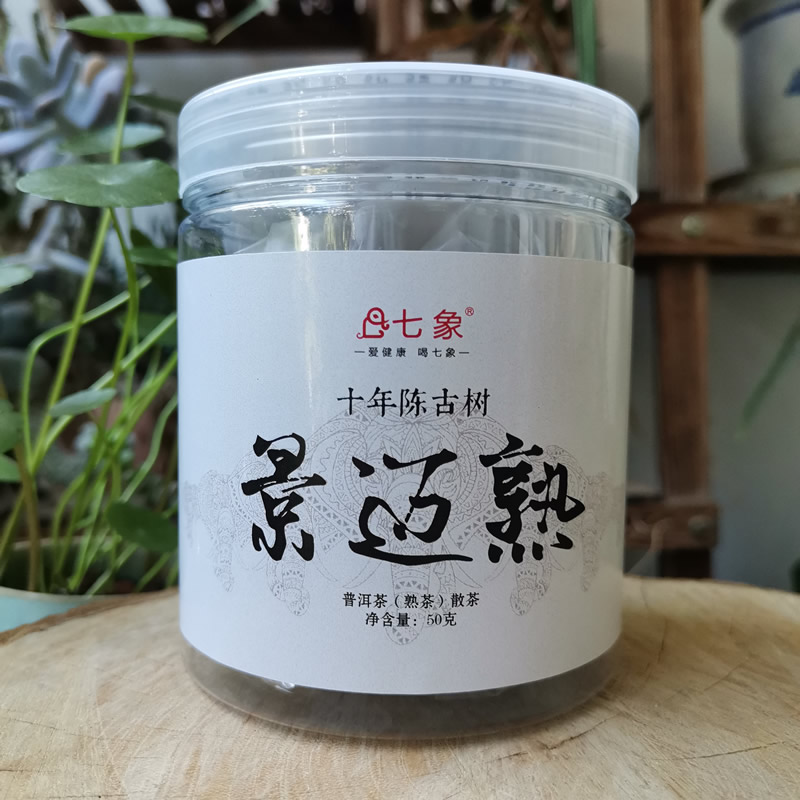 七象®
爱健康 喝七象
十年陈古树
景迈熟
普洱茶（熟茶）散茶
净含量：50克